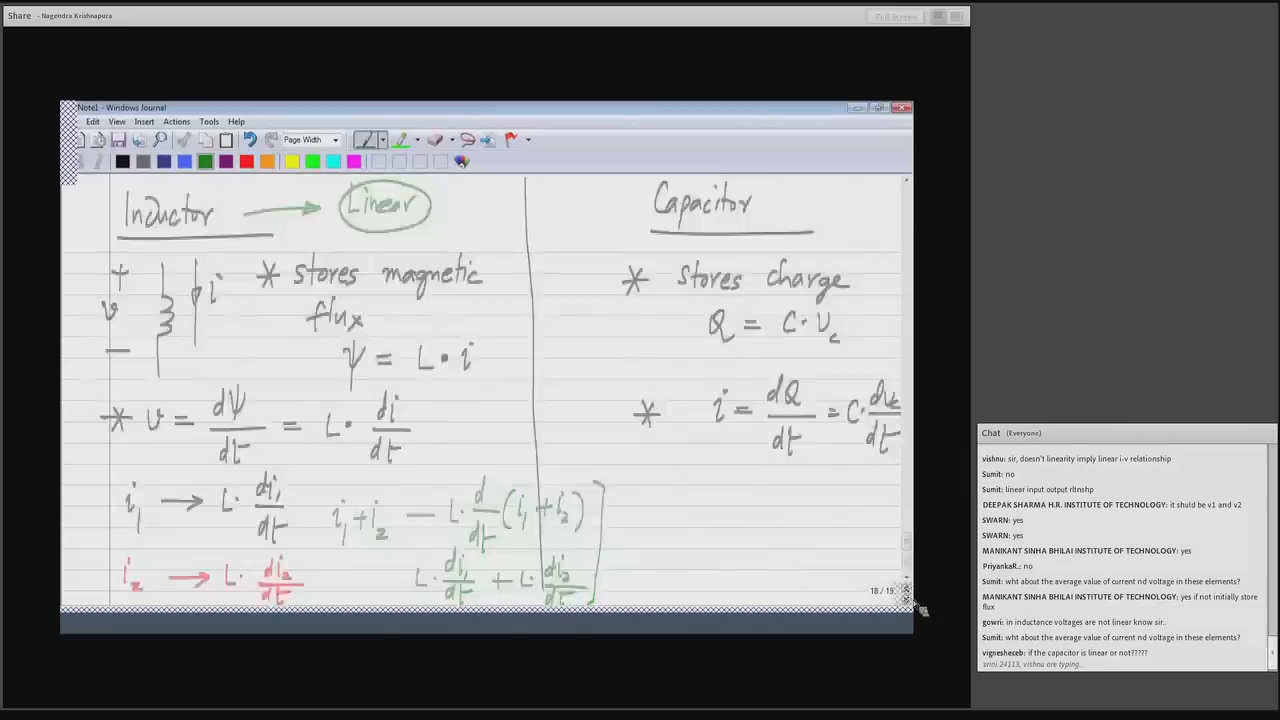 Share - Nagendra Krishnapura
Full Screen
Note1 - Windows Journal
Edit View Insert Actions Tools Help
Page Width
Inductor → Linear
+
v
−
i
* stores magnetic
flux
ψ = L · i
* v = dψ/dt = L · di/dt
i₁ → L · di₁/dt
i₁+i₂ — L · d/dt (i₁ + i₂)
i₂ → L · di₂/dt
L · di₁/dt + L · di₂/dt
Capacitor
* stores charge
Q = C · v_c
* i = dQ/dt = C · dv_c/dt
18 / 19
Chat (Everyone)
vishnu: sir, doesn't linearity imply linear i-v relationship
Sumit: no
Sumit: linear input output rltnshp
DEEPAK SHARMA H.R. INSTITUTE OF TECHNOLOGY: it shuld be v1 and v2
SWARN: yes
SWARN: yes
MANIKANT SINHA BHILAI INSTITUTE OF TECHNOLOGY: yes
PriyankaR.: no
Sumit: wht about the average value of current nd voltage in these elements?
MANIKANT SINHA BHILAI INSTITUTE OF TECHNOLOGY: yes if not initially store
flux
gowri: in inductance voltages are not linear know sir..
Sumit: wht about the average value of current nd voltage in these elements?
vignesheceb: if the capacitor is linear or not?????
srini 24113, vishnu are typing...